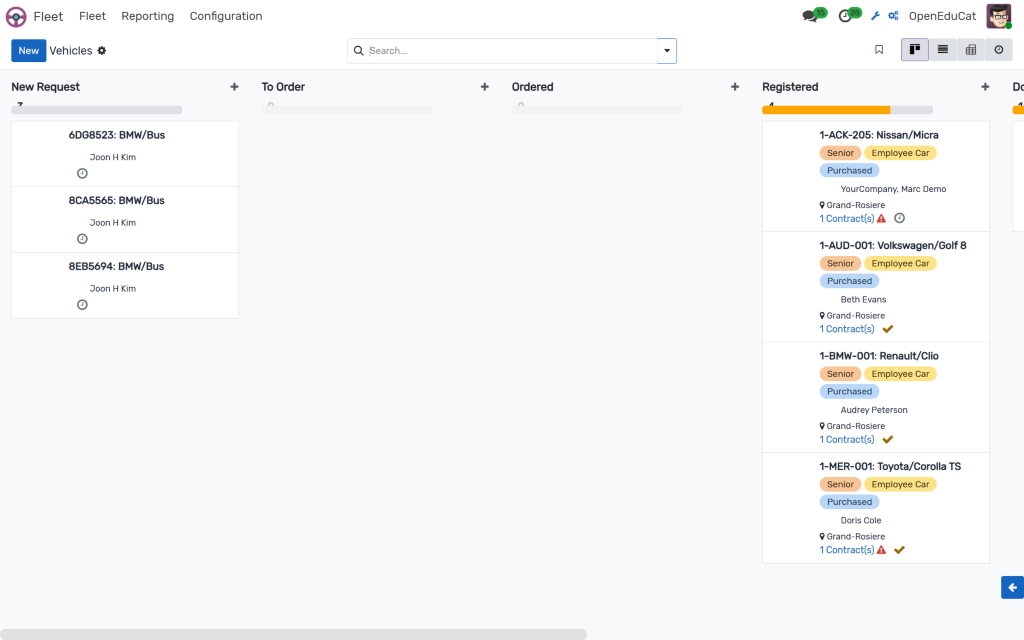 Fleet Fleet Reporting Configuration 15 28 OpenEduCat
New Vehicles Search...
New Request To Order Ordered Registered
6DG8523: BMW/Bus
Joon H Kim
8CA5565: BMW/Bus
Joon H Kim
8EB5694: BMW/Bus
Joon H Kim
1-ACK-205: Nissan/Micra
Senior Employee Car
Purchased
YourCompany, Marc Demo
Grand-Rosiere
1 Contract(s)
1-AUD-001: Volkswagen/Golf 8
Senior Employee Car
Purchased
Beth Evans
Grand-Rosiere
1 Contract(s)
1-BMW-001: Renault/Clio
Senior Employee Car
Purchased
Audrey Peterson
Grand-Rosiere
1 Contract(s)
1-MER-001: Toyota/Corolla TS
Senior Employee Car
Purchased
Doris Cole
Grand-Rosiere
1 Contract(s)